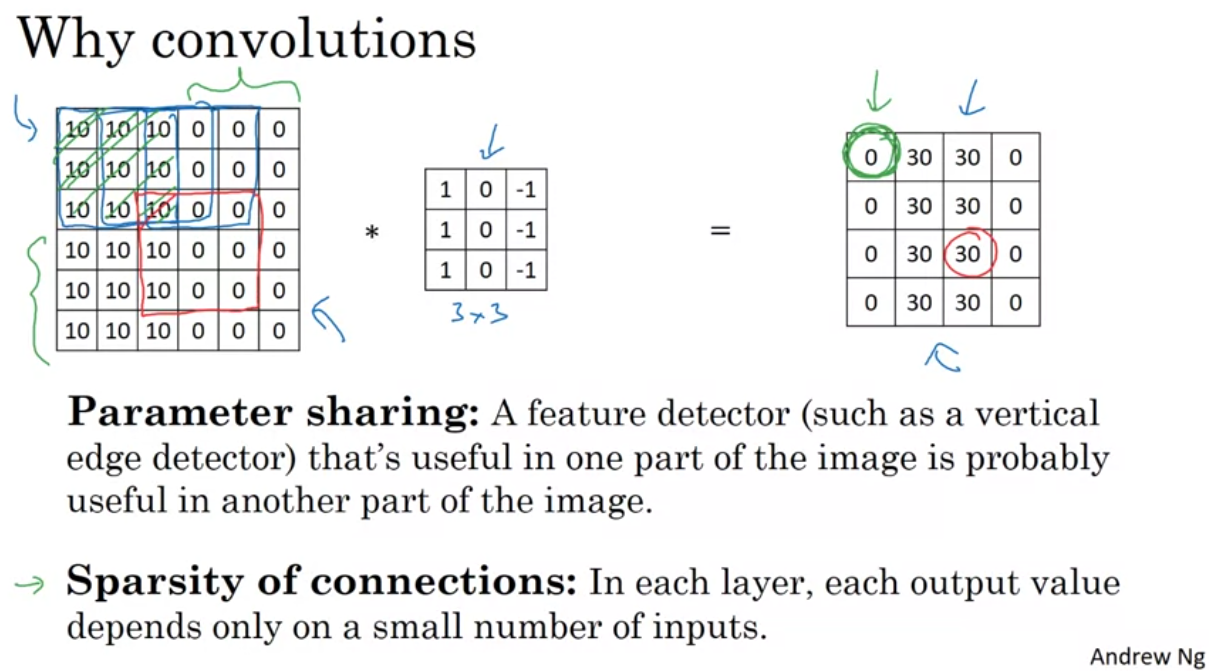 Why convolutions
10 10 10 0 0 0
10 10 10 0 0 0
10 10 10 0 0 0
10 10 10 0 0 0
10 10 10 0 0 0
10 10 10 0 0 0
*
1 0 -1
1 0 -1
1 0 -1
3×3
=
0 30 30 0
0 30 30 0
0 30 30 0
0 30 30 0
Parameter sharing: A feature detector (such as a vertical
edge detector) that’s useful in one part of the image is probably
useful in another part of the image.
→ Sparsity of connections: In each layer, each output value
depends only on a small number of inputs.
Andrew Ng